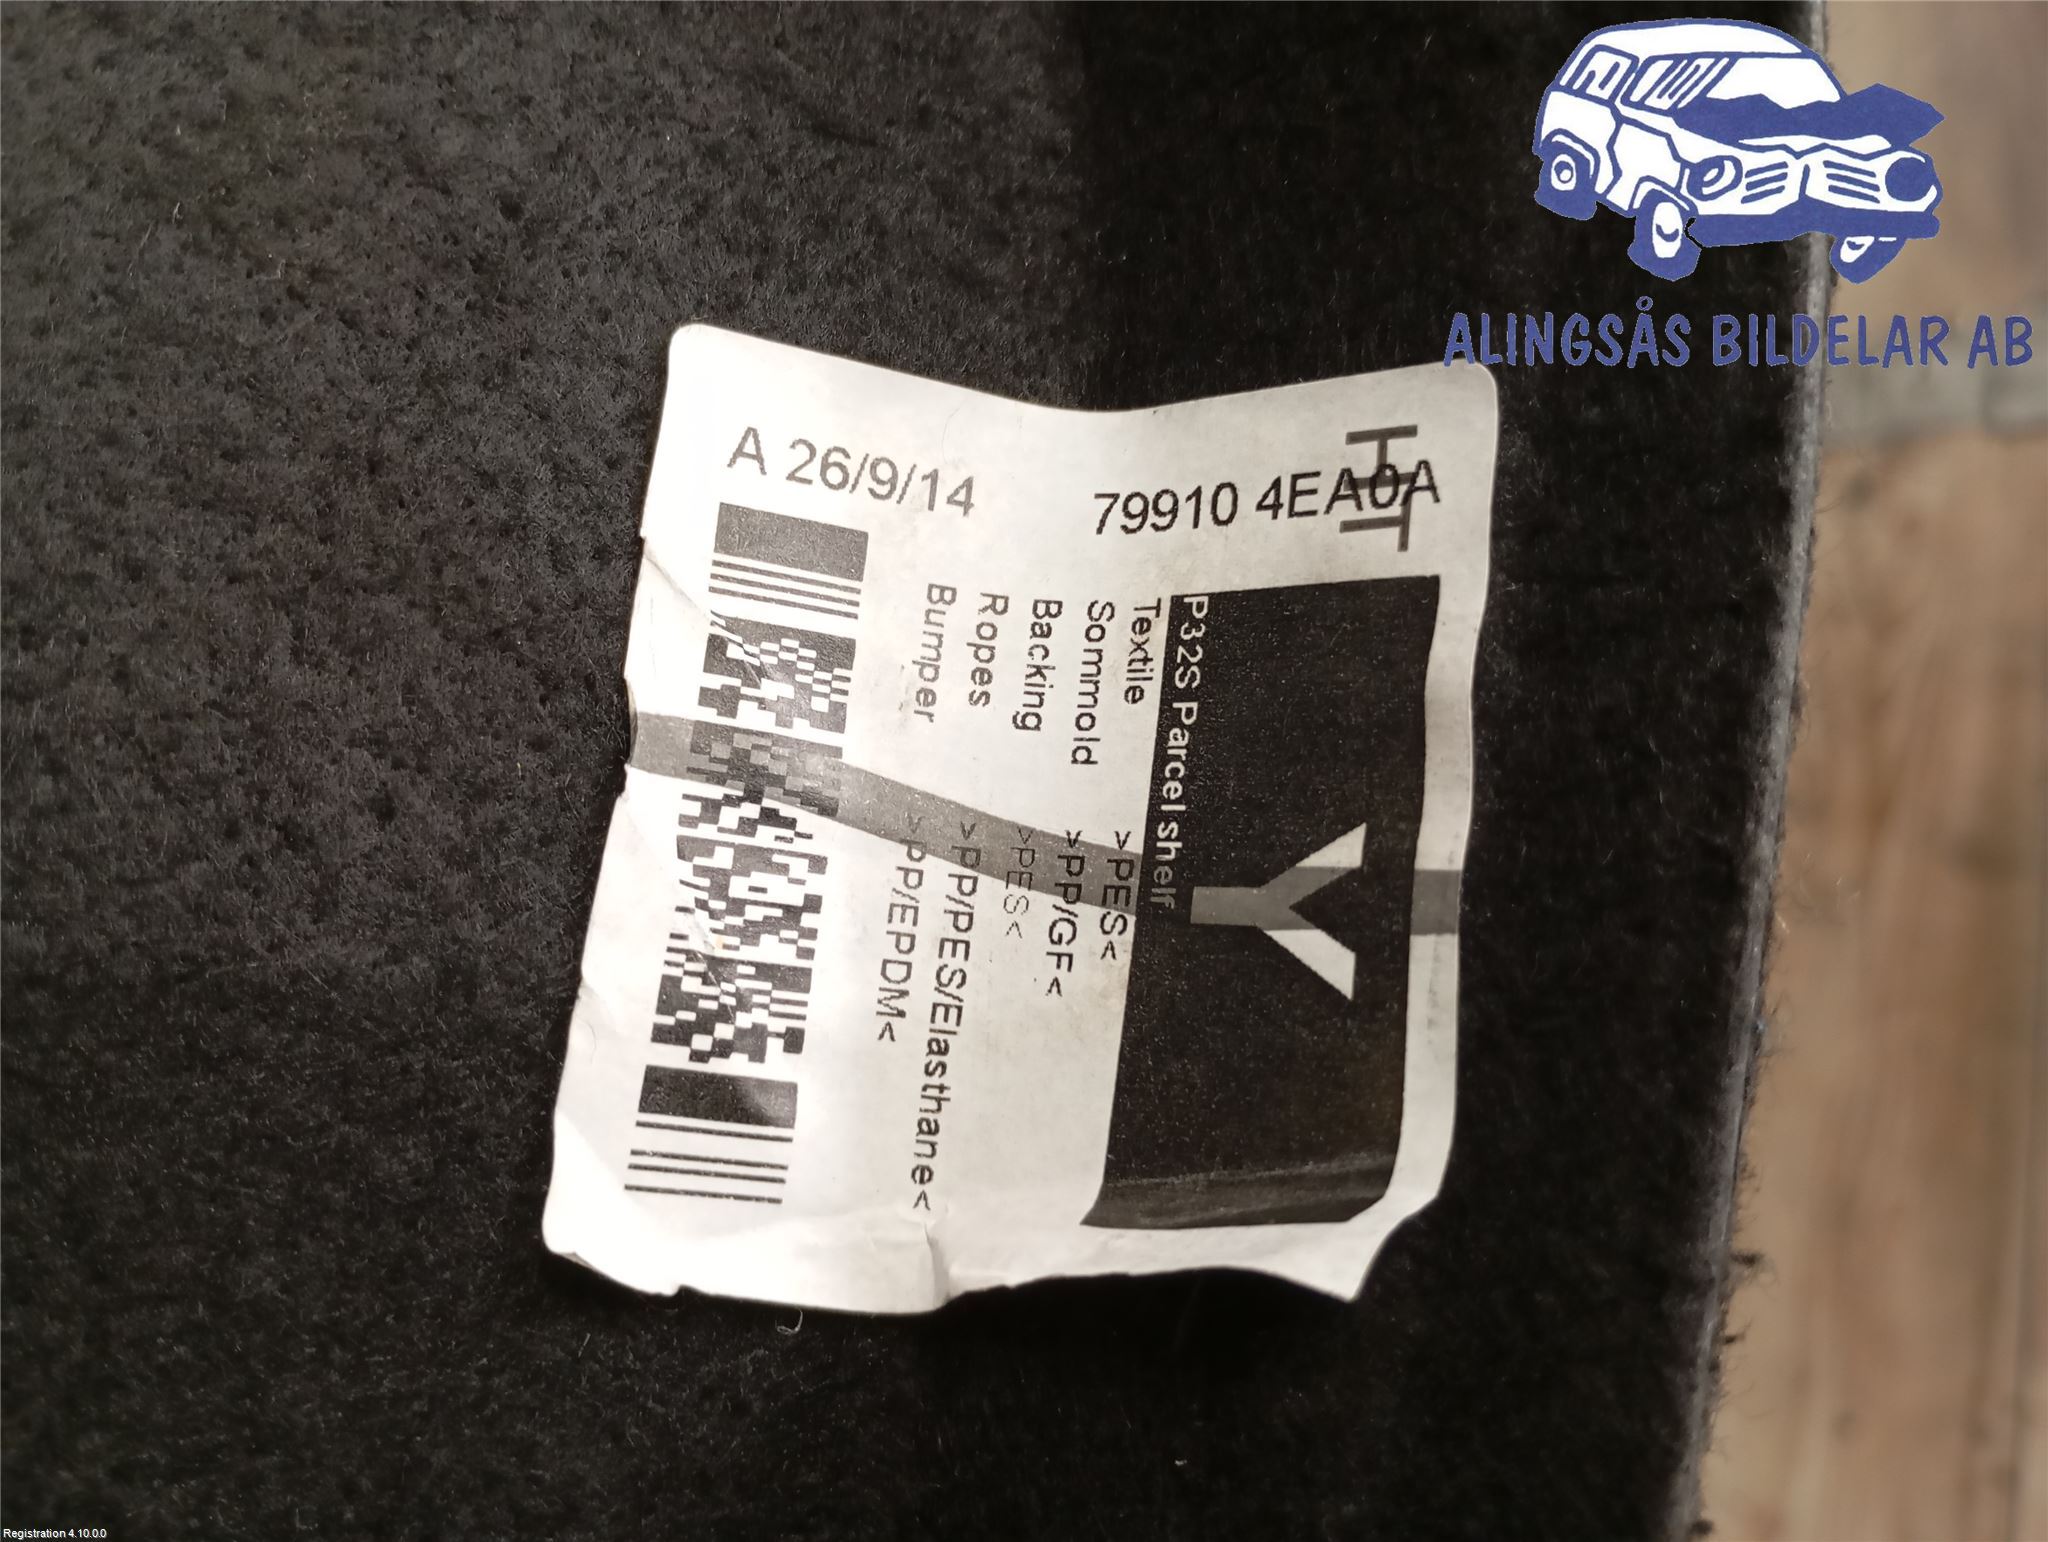 ALINGSÅS BILDELAR AB
A 26/9/14
79910 4EA0A
HTT
Y
P32S Parcel shelf
Textile >PES<
Sommold >PP/GF<
Backing >PES<
Ropes >PP/PES/Elasthane<
Bumper >PP/EPDM<
Registration 4.10.0.0